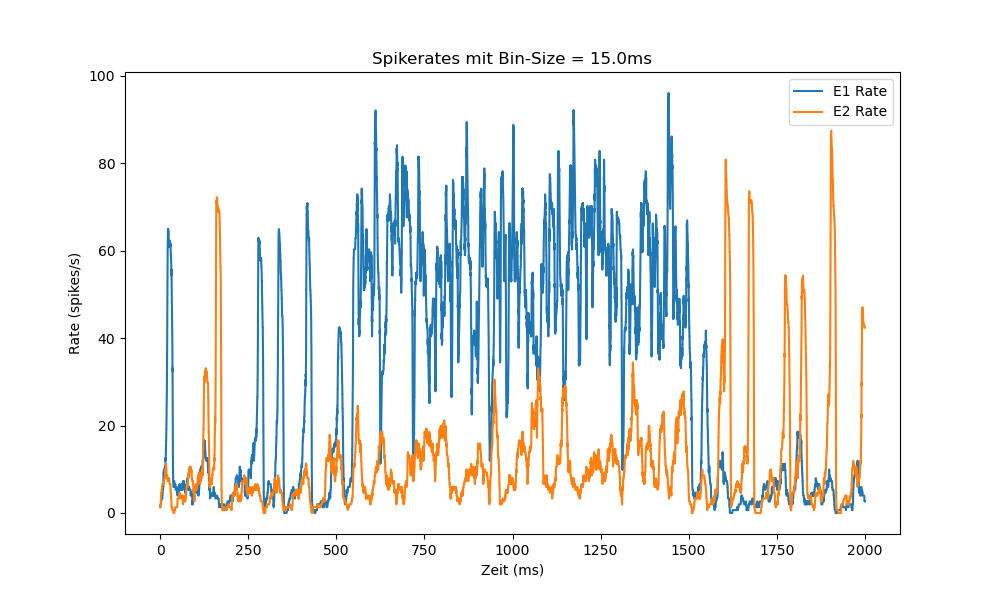 Spikerates mit Bin-Size = 15.0ms
E1 Rate
E2 Rate
Rate (spikes/s)
100
80
60
40
20
0
0 250 500 750 1000 1250 1500 1750 2000
Zeit (ms)